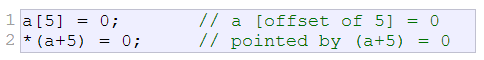 1 a[5] = 0;        // a [offset of 5] = 0
2 *(a+5) = 0;      // pointed by (a+5) = 0